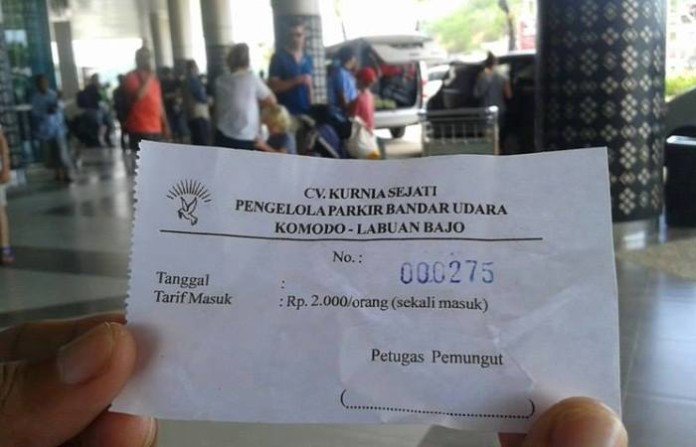 CV. KURNIA SEJATI
PENGELOLA PARKIR BANDAR UDARA
KOMODO - LABUAN BAJO
No. : 000275
Tanggal :
Tarif Masuk : Rp. 2.000/orang (sekali masuk)
Petugas Pemungut
(........................................)